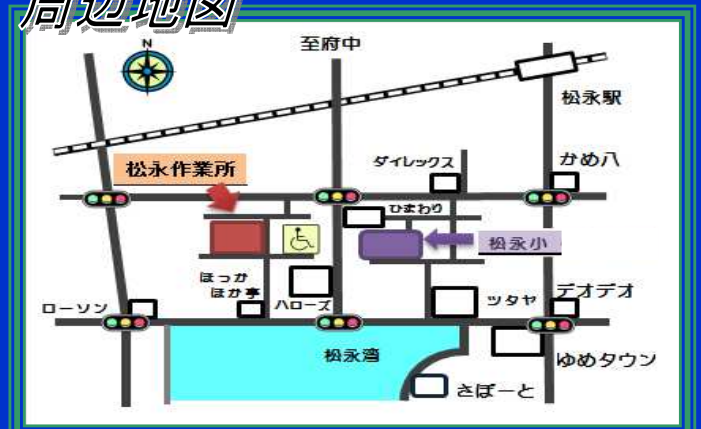 周辺地図
N
至府中
松永駅
松永作業所
ダイレックス
かめ八
ひまわり
松永小
ほっか
ほか亭
ハローズ
ローソン
ツタヤ
デオデオ
松永湾
ゆめタウン
さぽーと